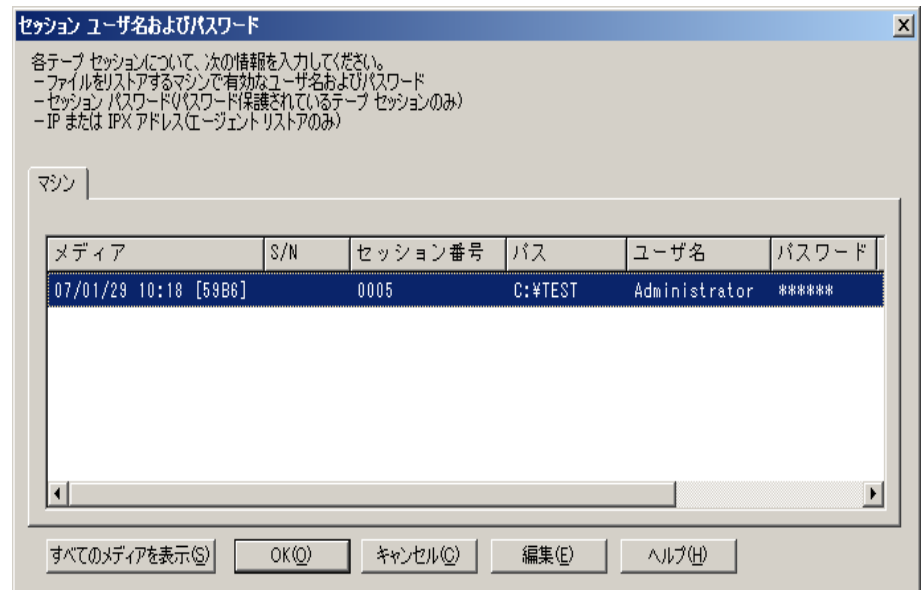 セッション ユーザ名およびパスワード
各テープ セッションについて、次の情報を入力してください。
－ファイルをリストアするマシンで有効なユーザ名およびパスワード
－セッション パスワード(パスワード保護されているテープ セッションのみ)
－IP または IPX アドレス(エージェント リストアのみ)
マシン
メディア S/N セッション番号 パス ユーザ名 パスワード
07/01/29 10:18 [59B6] 0005 C:¥TEST Administrator ******
すべてのメディアを表示(S) OK(O) キャンセル(C) 編集(E) ヘルプ(H)